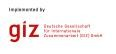 Implemented by
giz
Deutsche Gesellschaft
für Internationale
Zusammenarbeit (GIZ) GmbH